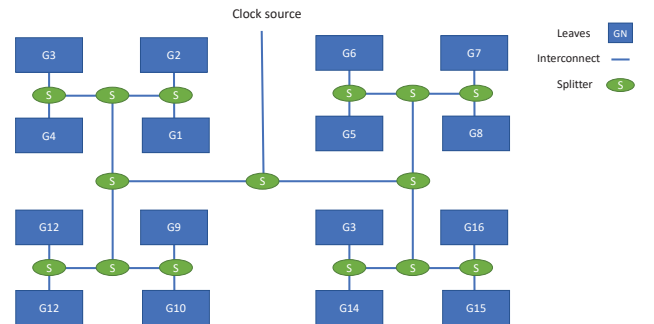 Clock source
G3
G2
G6
G7
Leaves
GN
Interconnect
Splitter
S
S
S
S
S
S
S
G4
G1
G5
G8
S
S
S
G12
G9
G3
G16
S
S
S
S
S
S
G12
G10
G14
G15